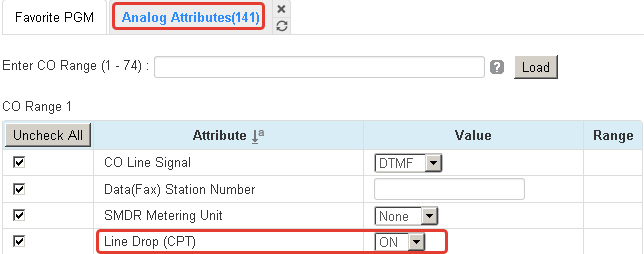 Favorite PGM
Analog Attributes(141)
Enter CO Range (1 - 74) : ? Load
CO Range 1
Uncheck All Attribute a Value Range
CO Line Signal DTMF
Data(Fax) Station Number
SMDR Metering Unit None
Line Drop (CPT) ON